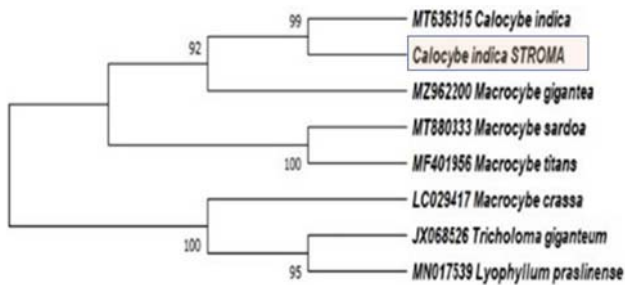 99
MT636315 Calocybe indica
92
Calocybe indica STROMA
MZ962200 Macrocybe gigantea
MT880333 Macrocybe sardoa
100
MF401956 Macrocybe titans
LC029417 Macrocybe crassa
100
JX068526 Tricholoma giganteum
95
MN017539 Lyophyllum praslinense